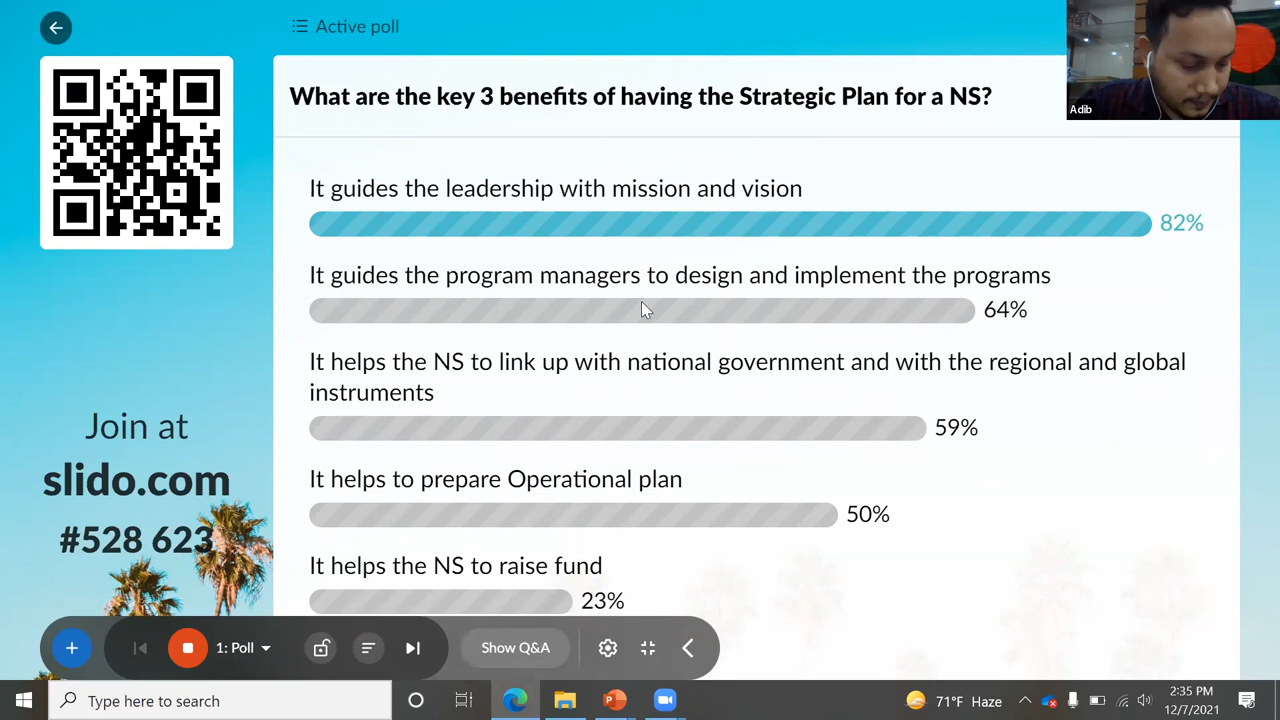 Active poll
What are the key 3 benefits of having the Strategic Plan for a NS?
Adib
It guides the leadership with mission and vision
82%
It guides the program managers to design and implement the programs
64%
It helps the NS to link up with national government and with the regional and global
instruments
59%
It helps to prepare Operational plan
50%
It helps the NS to raise fund
23%
Join at
slido.com
#528 623
1: Poll
Show Q&A
Type here to search
71°F Haze
2:35 PM
12/7/2021